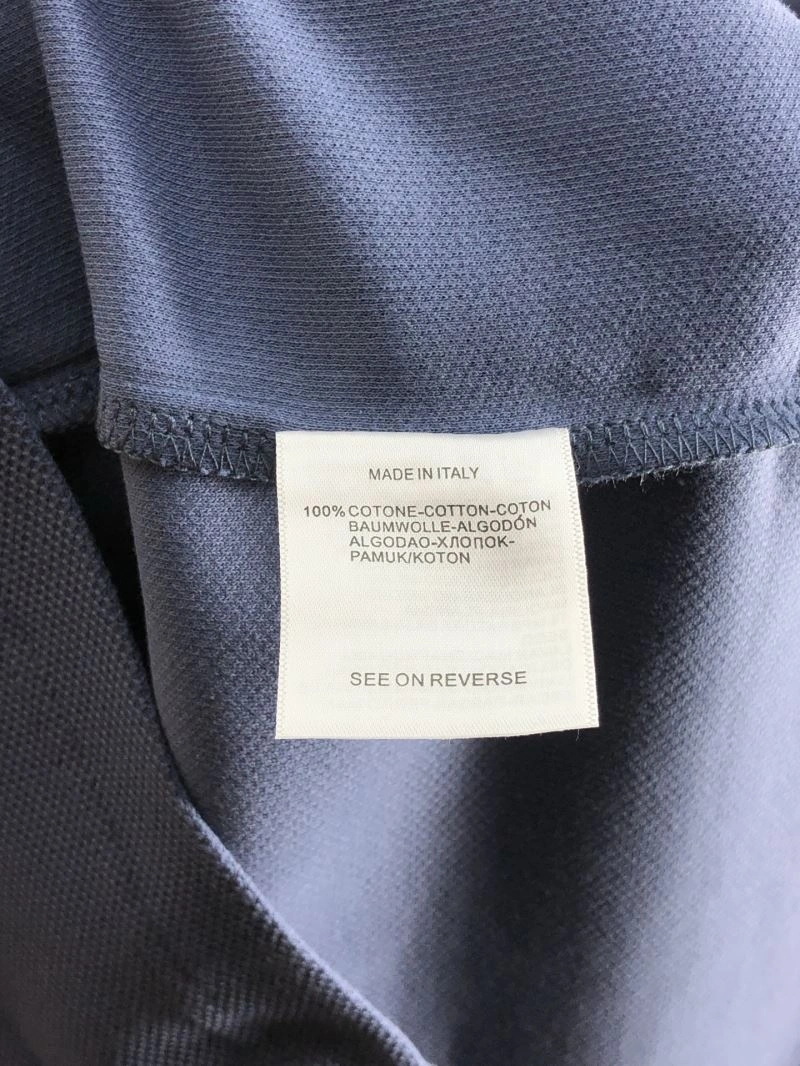 MADE IN ITALY
100% COTONE-COTTON-COTON
BAUMWOLLE-ALGODÓN
ALGODAO-ХЛОПОК-
PAMUK/KOTON
SEE ON REVERSE